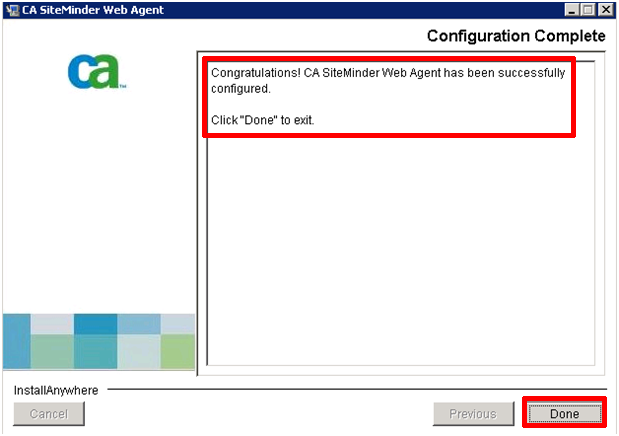 CA SiteMinder Web Agent
Configuration Complete
ca
Congratulations! CA SiteMinder Web Agent has been successfully
configured.
Click "Done" to exit.
InstallAnywhere
Cancel
Previous
Done